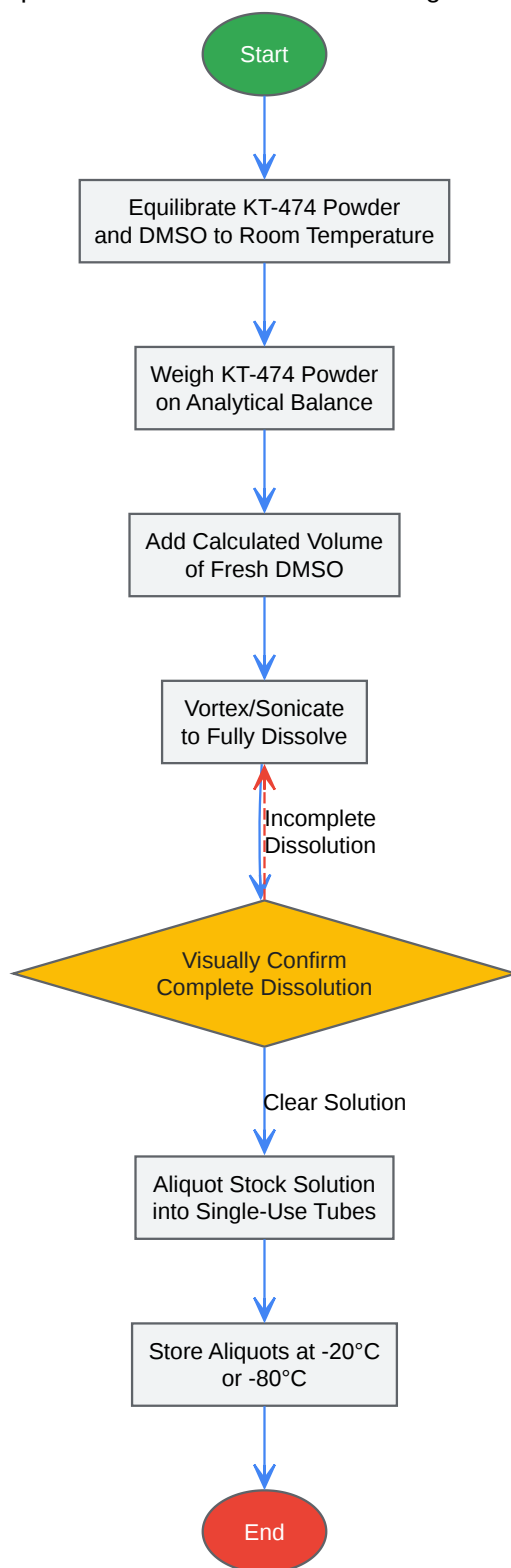 Start
Equilibrate KT-474 Powder
and DMSO to Room Temperature
Weigh KT-474 Powder
on Analytical Balance
Add Calculated Volume
of Fresh DMSO
Vortex/Sonicate
to Fully Dissolve
Incomplete
Dissolution
Visually Confirm
Complete Dissolution
Clear Solution
Aliquot Stock Solution
into Single-Use Tubes
Store Aliquots at -20°C
or -80°C
End